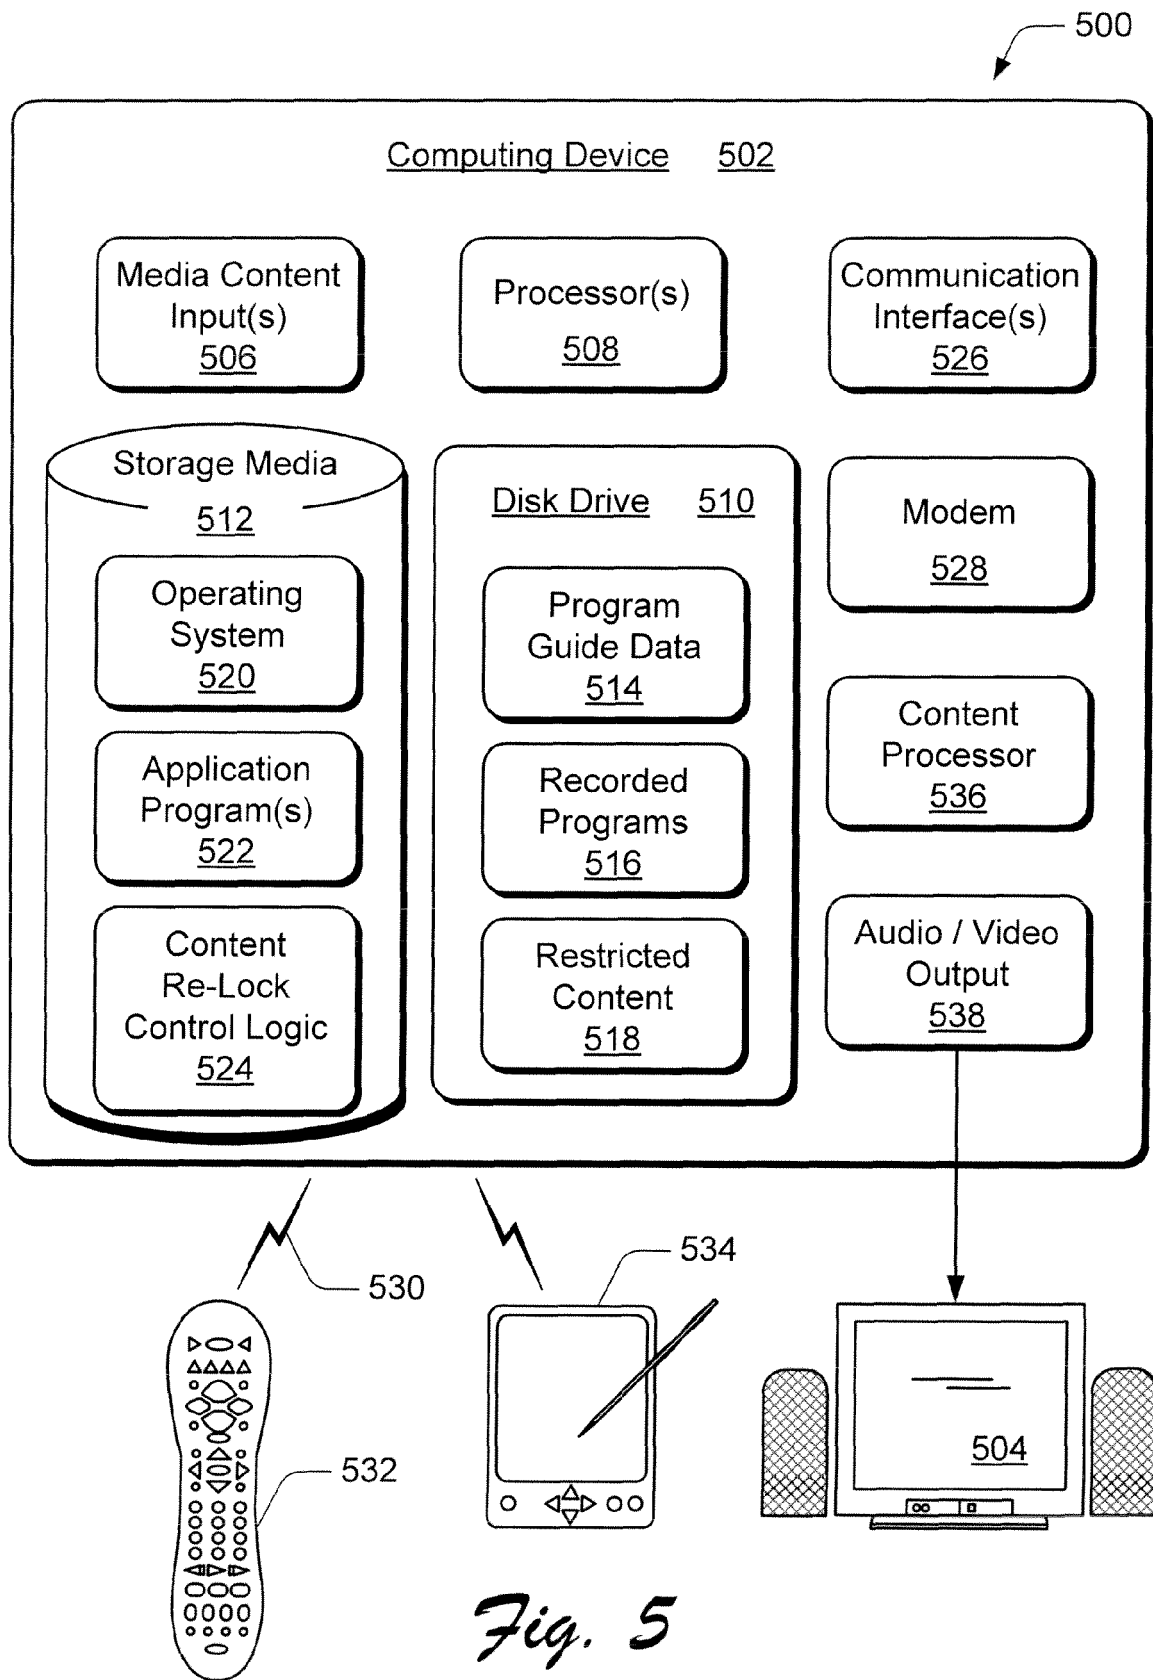 500
Computing Device 502
Media Content
Input(s)
506
Processor(s)
508
Communication
Interface(s)
526
Storage Media
512
Operating
System
520
Application
Program(s)
522
Content
Re-Lock
Control Logic
524
Disk Drive 510
Program
Guide Data
514
Recorded
Programs
516
Restricted
Content
518
Modem
528
Content
Processor
536
Audio / Video
Output
538
530
532
534
504
Fig. 5